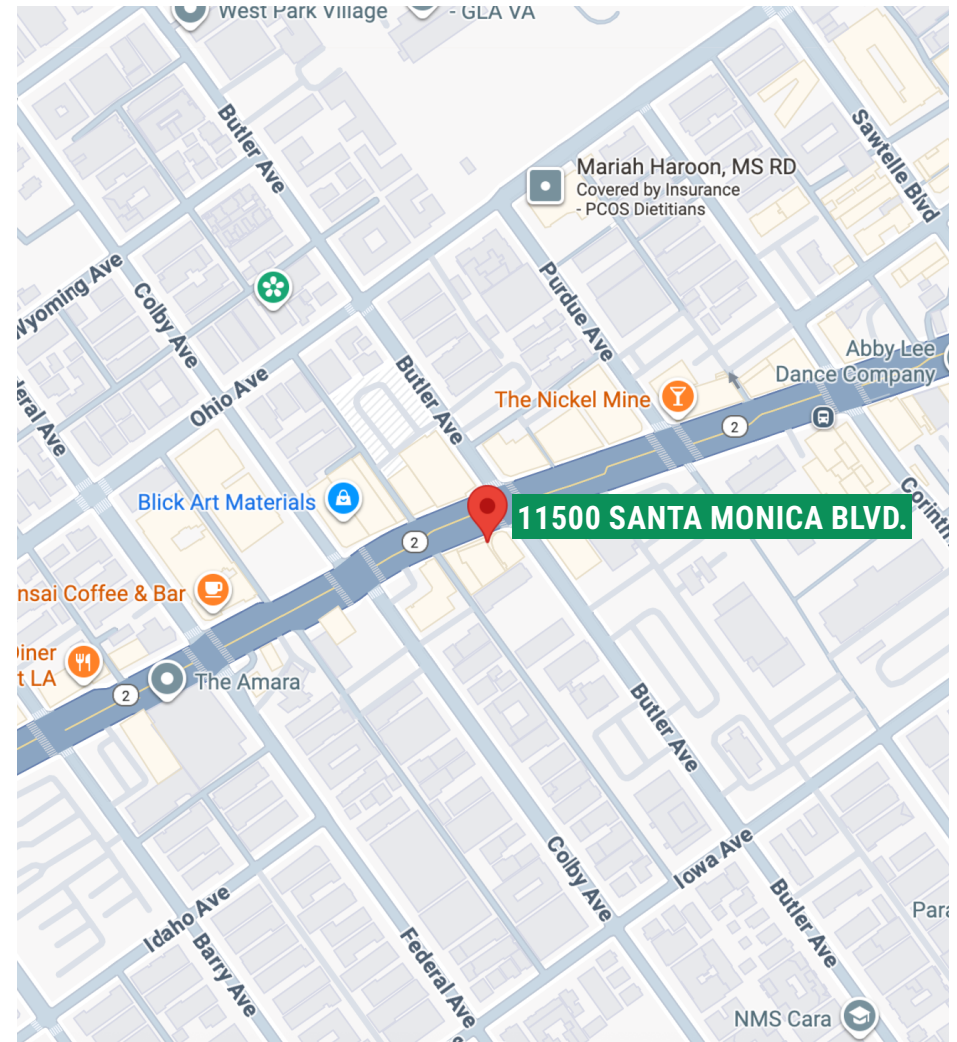 West Park Village
- GLA VA
Butler Ave
Sawtelle Blvd
Mariah Haroon, MS RD
Covered by Insurance
- PCOS Dietitians
Wyoming Ave
Colby Ave
Purdue Ave
Abby Lee
Dance Company
Ohio Ave
Butler Ave
The Nickel Mine
2
deral Ave
Blick Art Materials
11500 SANTA MONICA BLVD.
Corinth
2
nsai Coffee & Bar
Diner
t LA
The Amara
2
Butler Ave
Iowa Ave
Colby Ave
Butler Ave
Para
Idaho Ave
Barry Ave
Federal Ave
NMS Cara